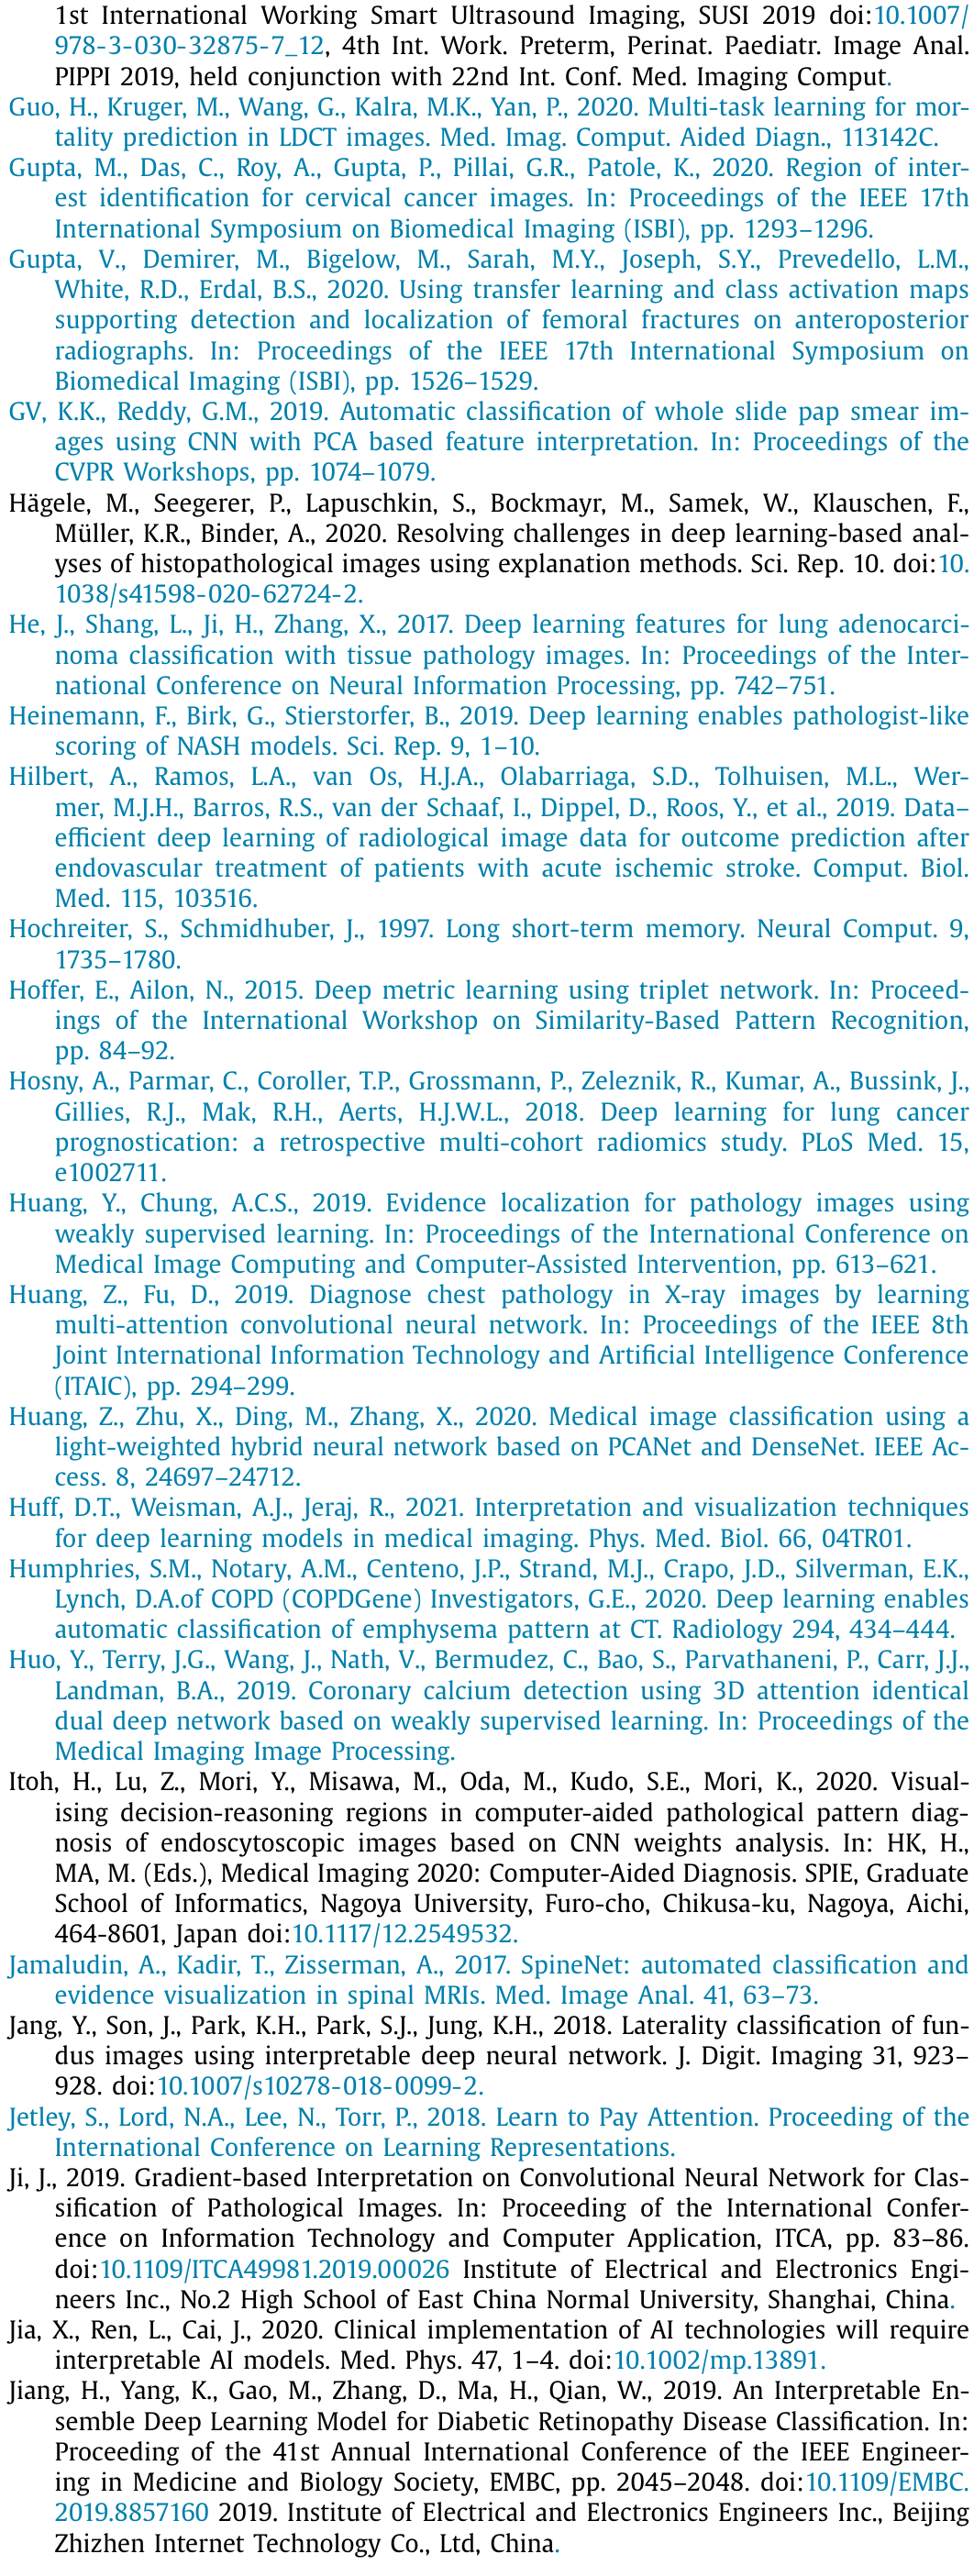 1st International Working Smart Ultrasound Imaging, SUSI 2019 doi:10.1007/
978-3-030-32875-7_12, 4th Int. Work. Preterm, Perinat. Paediatr. Image Anal.
PIPPI 2019, held conjunction with 22nd Int. Conf. Med. Imaging Comput.
Guo, H., Kruger, M., Wang, G., Kalra, M.K., Yan, P., 2020. Multi-task learning for mor-
tality prediction in LDCT images. Med. Imag. Comput. Aided Diagn., 113142C.
Gupta, M., Das, C., Roy, A., Gupta, P., Pillai, G.R., Patole, K., 2020. Region of inter-
est identification for cervical cancer images. In: Proceedings of the IEEE 17th
International Symposium on Biomedical Imaging (ISBI), pp. 1293–1296.
Gupta, V., Demirer, M., Bigelow, M., Sarah, M.Y., Joseph, S.Y., Prevedello, L.M.,
White, R.D., Erdal, B.S., 2020. Using transfer learning and class activation maps
supporting detection and localization of femoral fractures on anteroposterior
radiographs. In: Proceedings of the IEEE 17th International Symposium on
Biomedical Imaging (ISBI), pp. 1526–1529.
GV, K.K., Reddy, G.M., 2019. Automatic classification of whole slide pap smear im-
ages using CNN with PCA based feature interpretation. In: Proceedings of the
CVPR Workshops, pp. 1074–1079.
Hägele, M., Seegerer, P., Lapuschkin, S., Bockmayr, M., Samek, W., Klauschen, F.,
Müller, K.R., Binder, A., 2020. Resolving challenges in deep learning-based anal-
yses of histopathological images using explanation methods. Sci. Rep. 10. doi:10.
1038/s41598-020-62724-2.
He, J., Shang, L., Ji, H., Zhang, X., 2017. Deep learning features for lung adenocarci-
noma classification with tissue pathology images. In: Proceedings of the Inter-
national Conference on Neural Information Processing, pp. 742–751.
Heinemann, F., Birk, G., Stierstorfer, B., 2019. Deep learning enables pathologist-like
scoring of NASH models. Sci. Rep. 9, 1–10.
Hilbert, A., Ramos, L.A., van Os, H.J.A., Olabarriaga, S.D., Tolhuisen, M.L., Wer-
mer, M.J.H., Barros, R.S., van der Schaaf, I., Dippel, D., Roos, Y., et al., 2019. Data–
efficient deep learning of radiological image data for outcome prediction after
endovascular treatment of patients with acute ischemic stroke. Comput. Biol.
Med. 115, 103516.
Hochreiter, S., Schmidhuber, J., 1997. Long short-term memory. Neural Comput. 9,
1735–1780.
Hoffer, E., Ailon, N., 2015. Deep metric learning using triplet network. In: Proceed-
ings of the International Workshop on Similarity-Based Pattern Recognition,
pp. 84–92.
Hosny, A., Parmar, C., Coroller, T.P., Grossmann, P., Zeleznik, R., Kumar, A., Bussink, J.,
Gillies, R.J., Mak, R.H., Aerts, H.J.W.L., 2018. Deep learning for lung cancer
prognostication: a retrospective multi-cohort radiomics study. PLoS Med. 15,
e1002711.
Huang, Y., Chung, A.C.S., 2019. Evidence localization for pathology images using
weakly supervised learning. In: Proceedings of the International Conference on
Medical Image Computing and Computer-Assisted Intervention, pp. 613–621.
Huang, Z., Fu, D., 2019. Diagnose chest pathology in X-ray images by learning
multi-attention convolutional neural network. In: Proceedings of the IEEE 8th
Joint International Information Technology and Artificial Intelligence Conference
(ITAIC), pp. 294–299.
Huang, Z., Zhu, X., Ding, M., Zhang, X., 2020. Medical image classification using a
light-weighted hybrid neural network based on PCANet and DenseNet. IEEE Ac-
cess. 8, 24697–24712.
Huff, D.T., Weisman, A.J., Jeraj, R., 2021. Interpretation and visualization techniques
for deep learning models in medical imaging. Phys. Med. Biol. 66, 04TR01.
Humphries, S.M., Notary, A.M., Centeno, J.P., Strand, M.J., Crapo, J.D., Silverman, E.K.,
Lynch, D.A.of COPD (COPDGene) Investigators, G.E., 2020. Deep learning enables
automatic classification of emphysema pattern at CT. Radiology 294, 434–444.
Huo, Y., Terry, J.G., Wang, J., Nath, V., Bermudez, C., Bao, S., Parvathaneni, P., Carr, J.J.,
Landman, B.A., 2019. Coronary calcium detection using 3D attention identical
dual deep network based on weakly supervised learning. In: Proceedings of the
Medical Imaging Image Processing.
Itoh, H., Lu, Z., Mori, Y., Misawa, M., Oda, M., Kudo, S.E., Mori, K., 2020. Visual-
ising decision-reasoning regions in computer-aided pathological pattern diag-
nosis of endoscytoscopic images based on CNN weights analysis. In: HK, H.,
MA, M. (Eds.), Medical Imaging 2020: Computer-Aided Diagnosis. SPIE, Graduate
School of Informatics, Nagoya University, Furo-cho, Chikusa-ku, Nagoya, Aichi,
464-8601, Japan doi:10.1117/12.2549532.
Jamaludin, A., Kadir, T., Zisserman, A., 2017. SpineNet: automated classification and
evidence visualization in spinal MRIs. Med. Image Anal. 41, 63–73.
Jang, Y., Son, J., Park, K.H., Park, S.J., Jung, K.H., 2018. Laterality classification of fun-
dus images using interpretable deep neural network. J. Digit. Imaging 31, 923–
928. doi:10.1007/s10278-018-0099-2.
Jetley, S., Lord, N.A., Lee, N., Torr, P., 2018. Learn to Pay Attention. Proceeding of the
International Conference on Learning Representations.
Ji, J., 2019. Gradient-based Interpretation on Convolutional Neural Network for Clas-
sification of Pathological Images. In: Proceeding of the International Confer-
ence on Information Technology and Computer Application, ITCA, pp. 83–86.
doi:10.1109/ITCA49981.2019.00026 Institute of Electrical and Electronics Engi-
neers Inc., No.2 High School of East China Normal University, Shanghai, China.
Jia, X., Ren, L., Cai, J., 2020. Clinical implementation of AI technologies will require
interpretable AI models. Med. Phys. 47, 1–4. doi:10.1002/mp.13891.
Jiang, H., Yang, K., Gao, M., Zhang, D., Ma, H., Qian, W., 2019. An Interpretable En-
semble Deep Learning Model for Diabetic Retinopathy Disease Classification. In:
Proceeding of the 41st Annual International Conference of the IEEE Engineer-
ing in Medicine and Biology Society, EMBC, pp. 2045–2048. doi:10.1109/EMBC.
2019.8857160 2019. Institute of Electrical and Electronics Engineers Inc., Beijing
Zhizhen Internet Technology Co., Ltd, China.